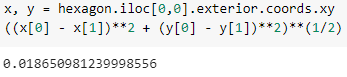 x, y = hexagon.iloc[0,0].exterior.coords.xy
((x[0] - x[1])**2 + (y[0] - y[1])**2)**(1/2)
0.018650981239998556